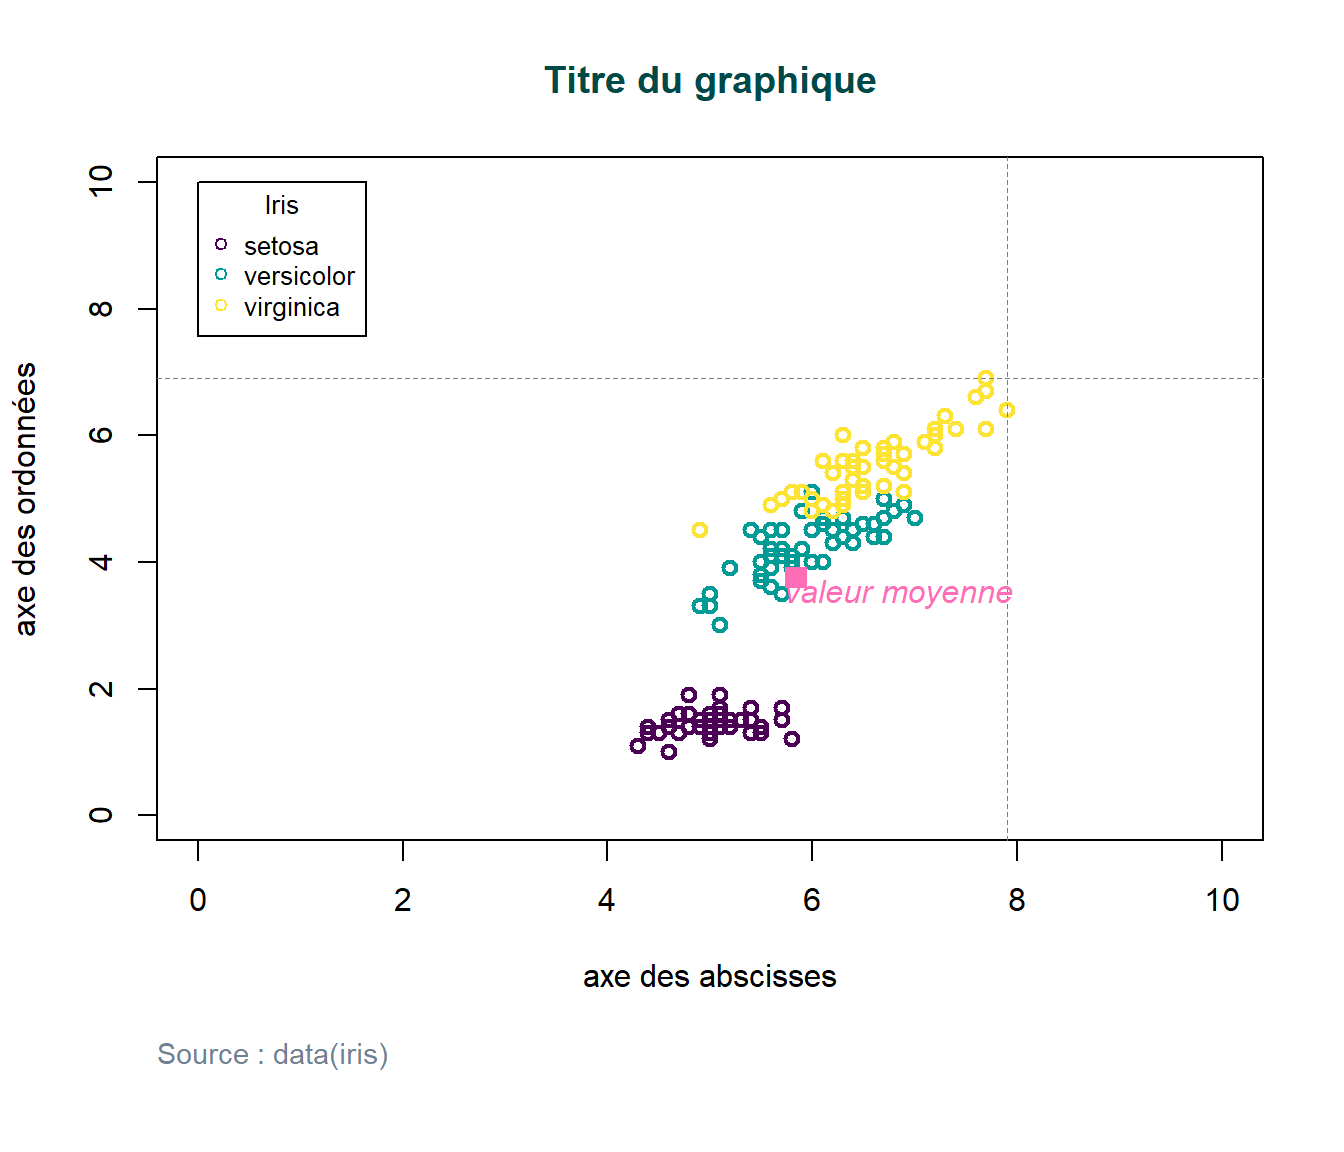 Titre du graphique
Iris
setosa
versicolor
virginica
valeur moyenne
axe des ordonnées
0
2
4
6
8
10
0 2 4 6 8 10
axe des abscisses
Source : data(iris)